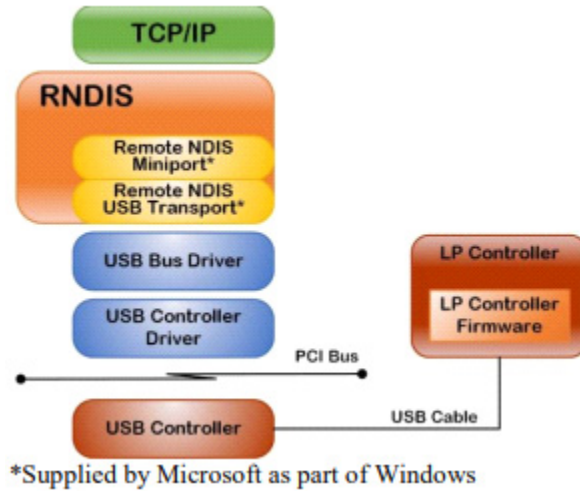 TCP/IP
RNDIS
Remote NDIS
Miniport*
Remote NDIS
USB Transport*
USB Bus Driver
USB Controller
Driver
PCI Bus
USB Controller
USB Cable
LP Controller
LP Controller
Firmware
*Supplied by Microsoft as part of Windows